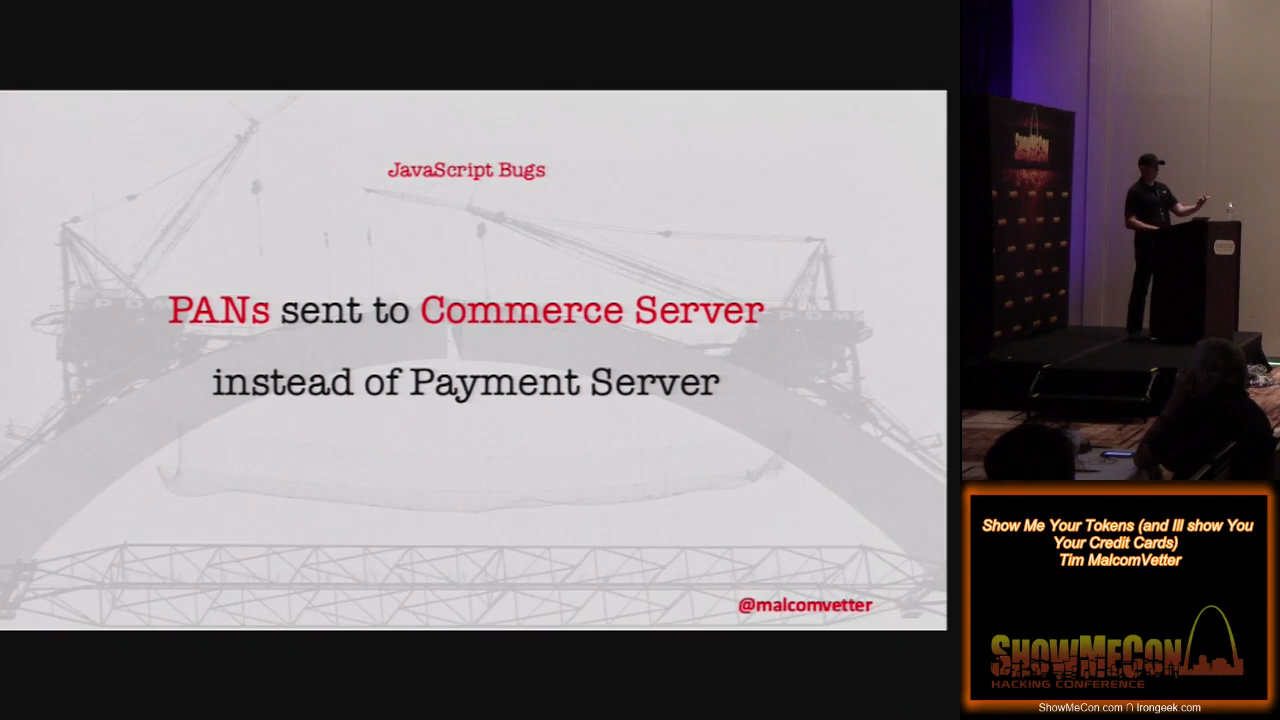 JavaScript Bugs
PANs sent to Commerce Server
instead of Payment Server
@malcomvetter
SHOWMECON
Show Me Your Tokens (and Ill show You
Your Credit Cards)
Tim MalcomVetter
SHOWMECON
HACKING CONFERENCE
ShowMeCon.com ∩ Irongeek.com